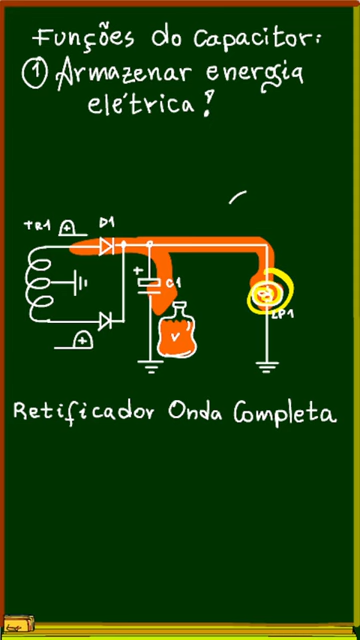 Funções do capacitor:
① Armazenar energia
elétrica!
TR1
D1
+
+
C1
V
LP1
+
Retificador Onda Completa